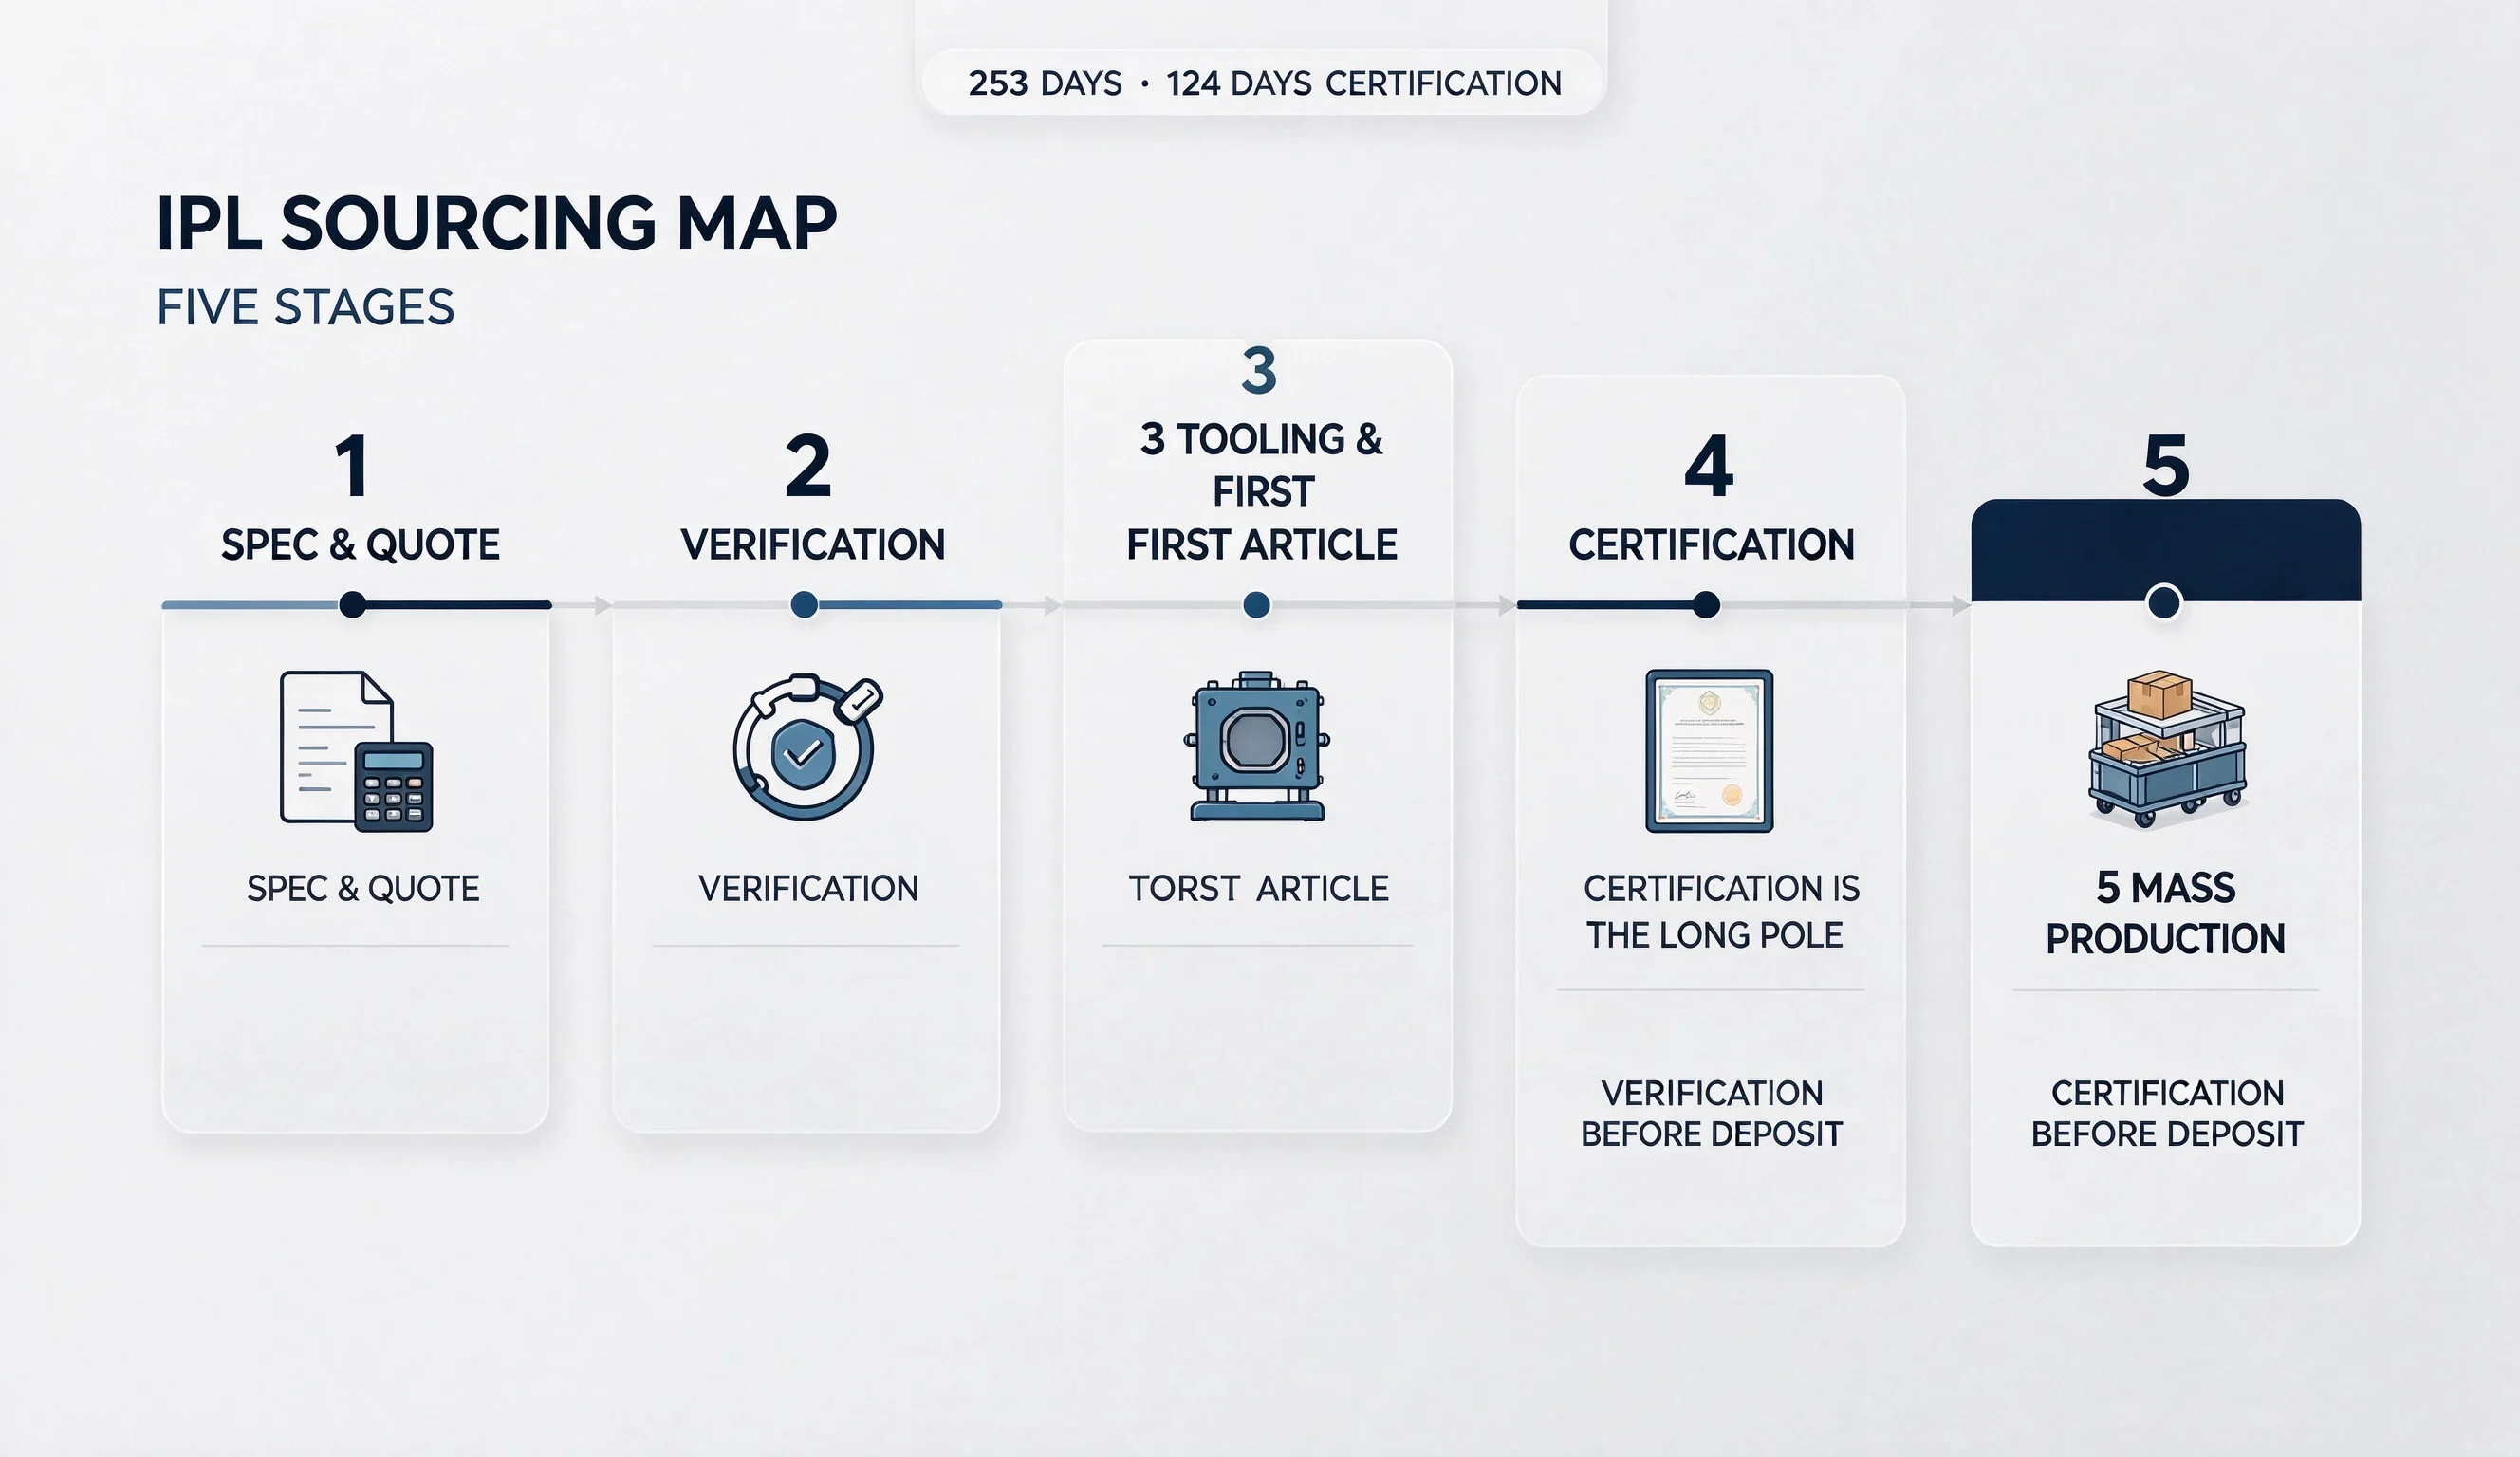 253 DAYS · 124 DAYS CERTIFICATION
IPL SOURCING MAP
FIVE STAGES
1
SPEC & QUOTE
SPEC & QUOTE
2
VERIFICATION
VERIFICATION
3
3 TOOLING &
FIRST
FIRST ARTICLE
TORST ARTICLE
4
CERTIFICATION
CERTIFICATION IS
THE LONG POLE
VERIFICATION
BEFORE DEPOSIT
5
5 MASS
PRODUCTION
CERTIFICATION
BEFORE DEPOSIT